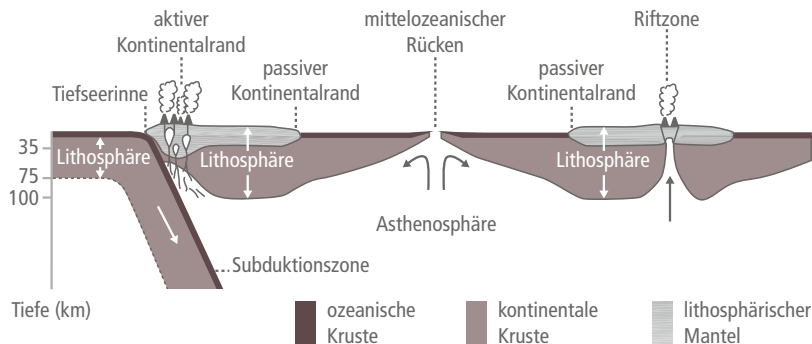 aktiver
Kontinentalrand
mittelozeanischer
Rücken
Riftzone
Tiefseerinne
passiver
Kontinentalrand
passiver
Kontinentalrand
35
75
100
Lithosphäre
Lithosphäre
Lithosphäre
Asthenosphäre
Subduktionszone
Tiefe (km)
ozeanische
Kruste
kontinentale
Kruste
lithosphärischer
Mantel